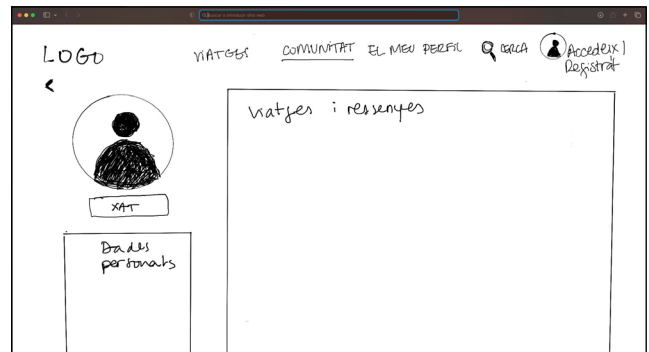 LOGO
VIATGES COMUNITAT EL MEU PERFIL CERCA Accedeix |
Registra't
Viatges i ressenyes
XAT
Dades
personals